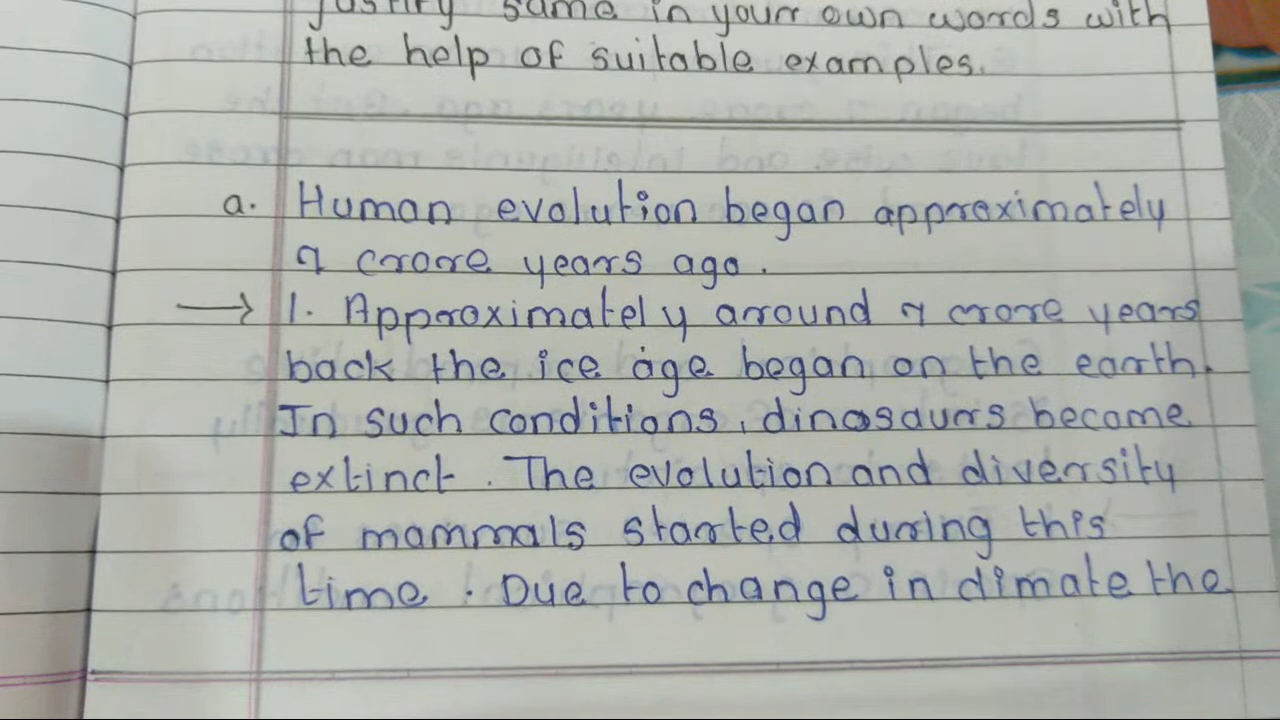 justify same in your own words with
the help of suitable examples.
a. Human evolution began approximately
7 crore years ago.
→ 1. Approximately around 7 crore years
back the ice age began on the earth.
In such conditions, dinosaurs become
extinct. The evolution and diversity
of mammals started during this
time. Due to change in climate the